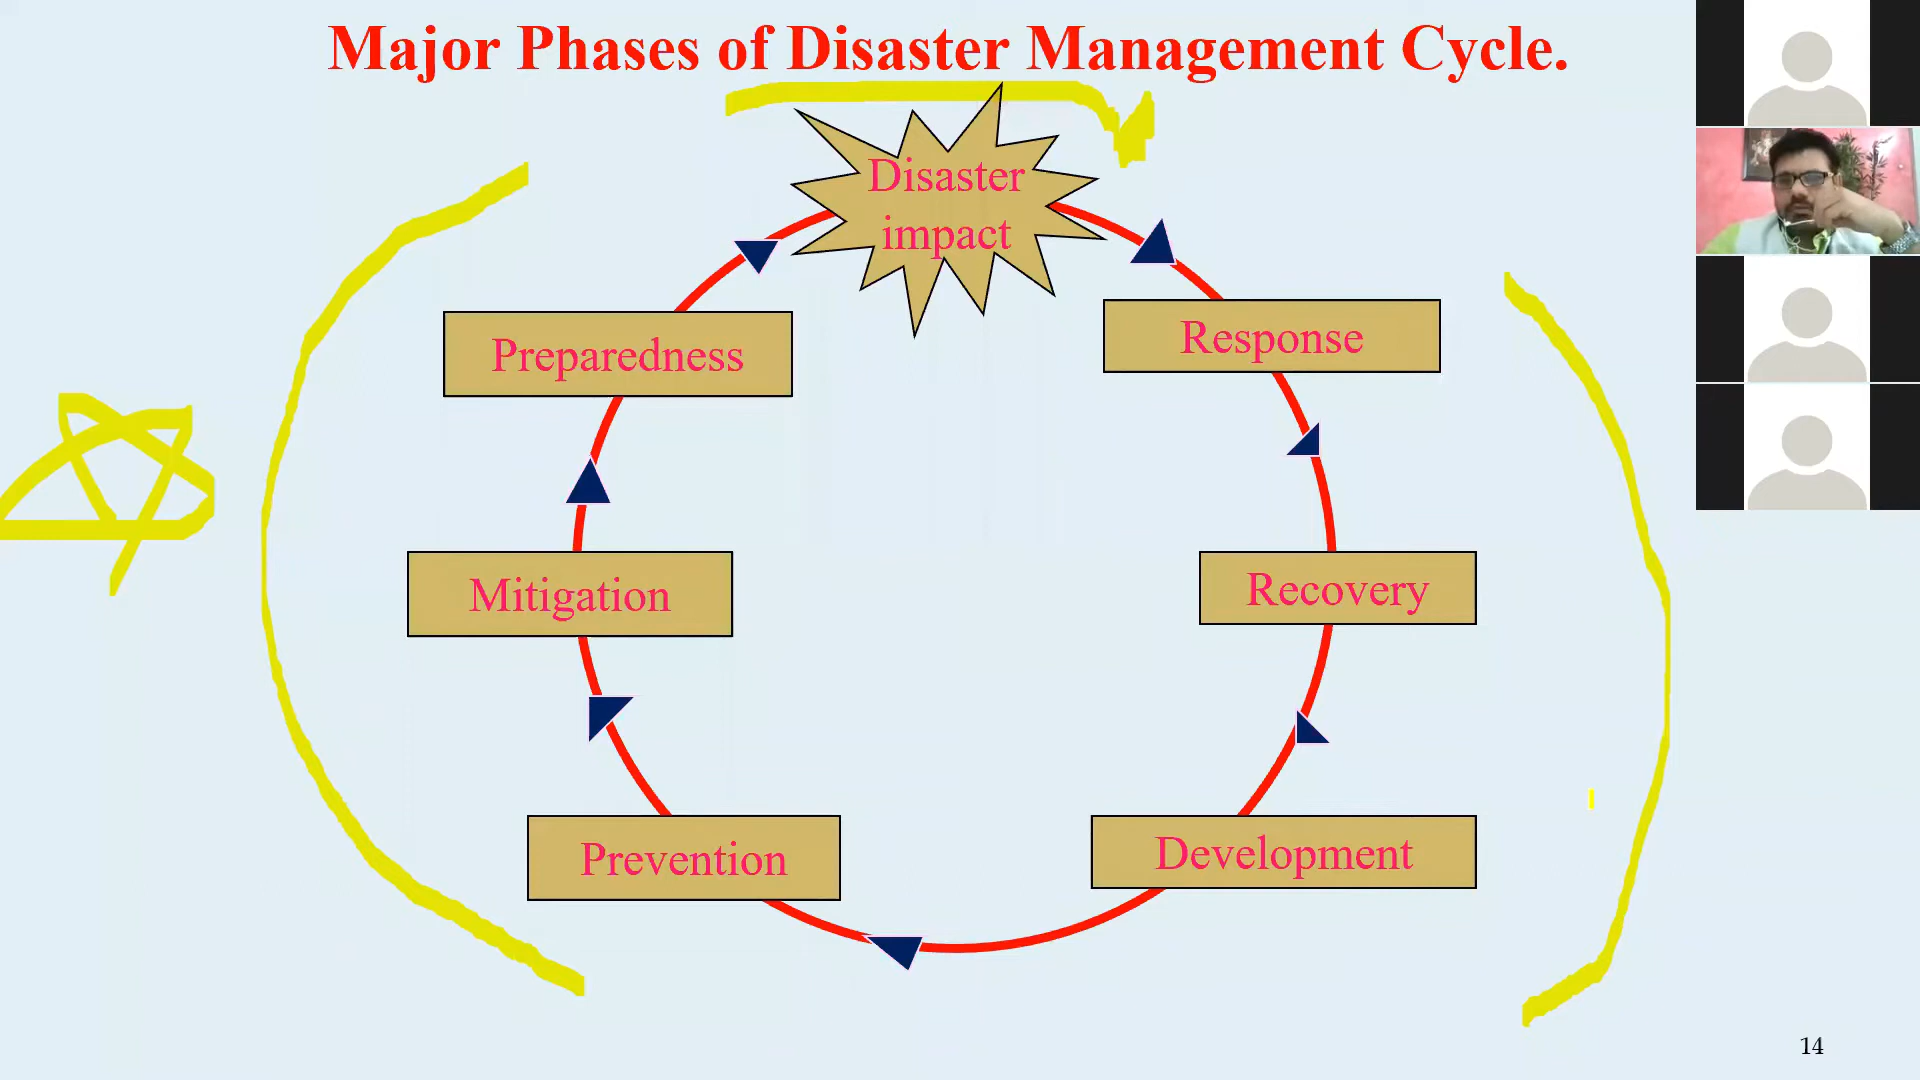 Major Phases of Disaster Management Cycle.
Disaster
impact
Preparedness
Response
Mitigation
Recovery
Prevention
Development
14